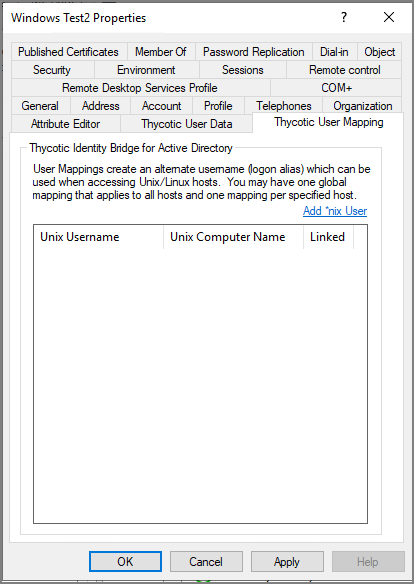 Windows Test2 Properties
?
Published Certificates Member Of Password Replication Dial-in Object
Security Environment Sessions Remote control
Remote Desktop Services Profile COM+
General Address Account Profile Telephones Organization
Attribute Editor Thycotic User Data Thycotic User Mapping
Thycotic Identity Bridge for Active Directory
User Mappings create an alternate username (logon alias) which can be
used when accessing Unix/Linux hosts. You may have one global
mapping that applies to all hosts and one mapping per specified host.
Add *nix User
Unix Username Unix Computer Name Linked
OK Cancel Apply Help